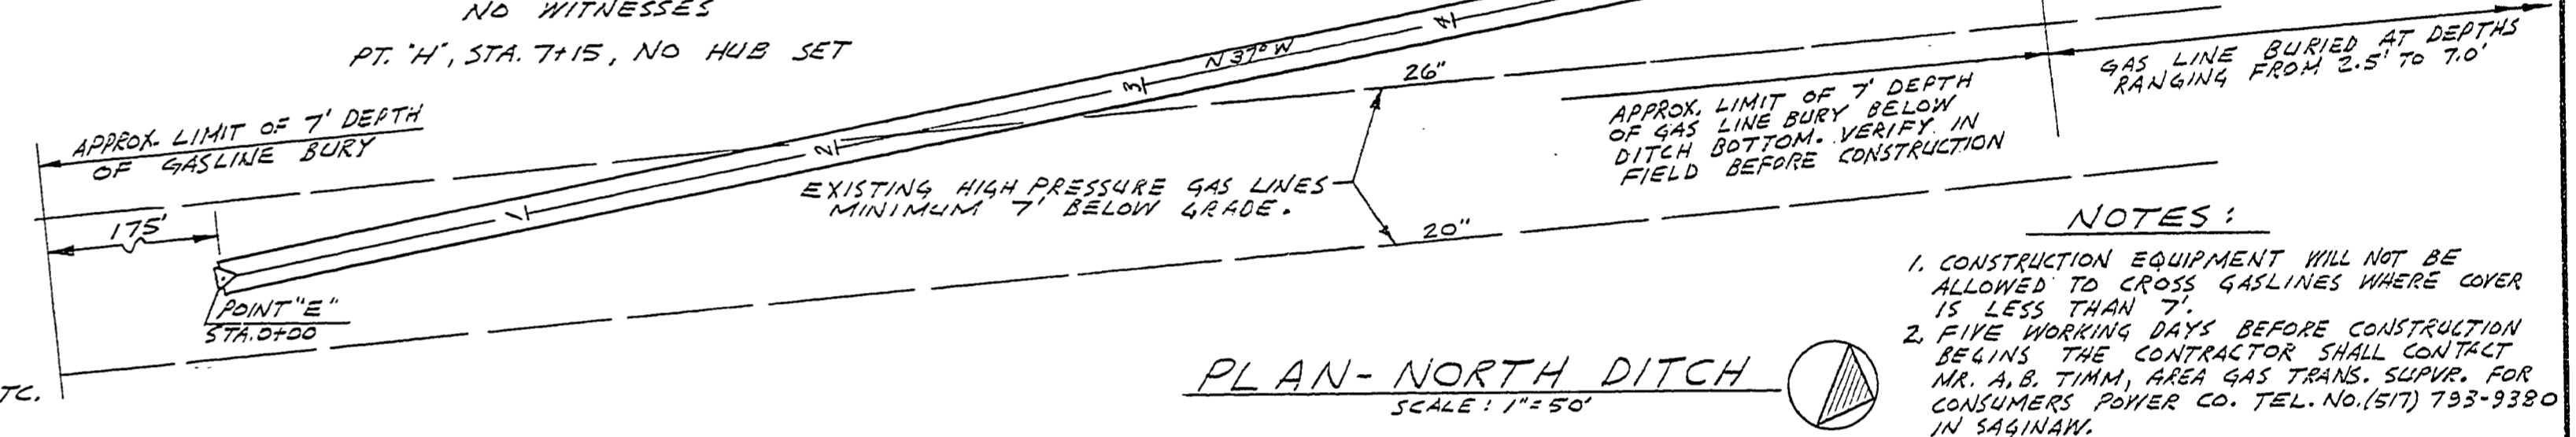 NO WITNESSES
PT. "H", STA. 7+15, NO HUB SET
APPROX. LIMIT OF 7' DEPTH
OF GASLINE BURY
175'
POINT "E"
STA. 0+00
1
2
3
N 37° W
4
26"
EXISTING HIGH PRESSURE GAS LINES
MINIMUM 7' BELOW GRADE.
20"
APPROX. LIMIT OF 7' DEPTH
OF GAS LINE BURY BELOW
DITCH BOTTOM. VERIFY IN
FIELD BEFORE CONSTRUCTION
GAS LINE BURIED AT DEPTHS
RANGING FROM 2.5' TO 7.0'
NOTES:
1. CONSTRUCTION EQUIPMENT WILL NOT BE
ALLOWED TO CROSS GASLINES WHERE COVER
IS LESS THAN 7'.
2. FIVE WORKING DAYS BEFORE CONSTRUCTION
BEGINS THE CONTRACTOR SHALL CONTACT
MR. A.B. TIMM, AREA GAS TRANS. SUPVR. FOR
CONSUMERS POWER CO. TEL. NO. (517) 793-9380
IN SAGINAW.
PLAN - NORTH DITCH
SCALE: 1"=50'
TC.